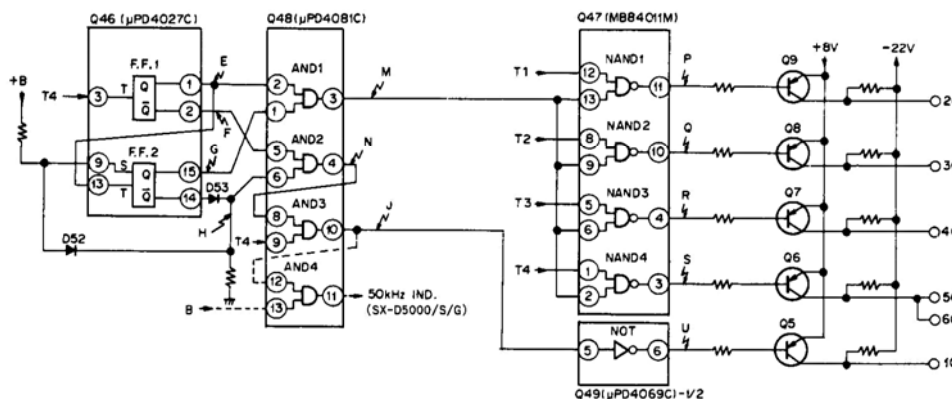 Q46 (μPD4027C)
Q48 (μPD4081C)
Q47 (MB84011M)
+B
T4
3
F.F.1
T
Q
Q̅
1
2
E
F
9
13
S
T
F.F.2
Q
Q̅
15
14
G
D53
H
D52
AND1
2
1
3
M
AND2
5
6
4
N
AND3
8
T4
9
10
J
AND4
12
B
13
11
50kHz IND.
(SX-D5000/S/G)
T1
12
13
NAND1
11
P
T2
8
9
NAND2
10
Q
T3
5
6
NAND3
4
R
T4
1
2
NAND4
3
S
NOT
5
6
U
Q49 (μPD4069C)-1/2
+8V
-22V
Q9
Q8
Q7
Q6
Q5